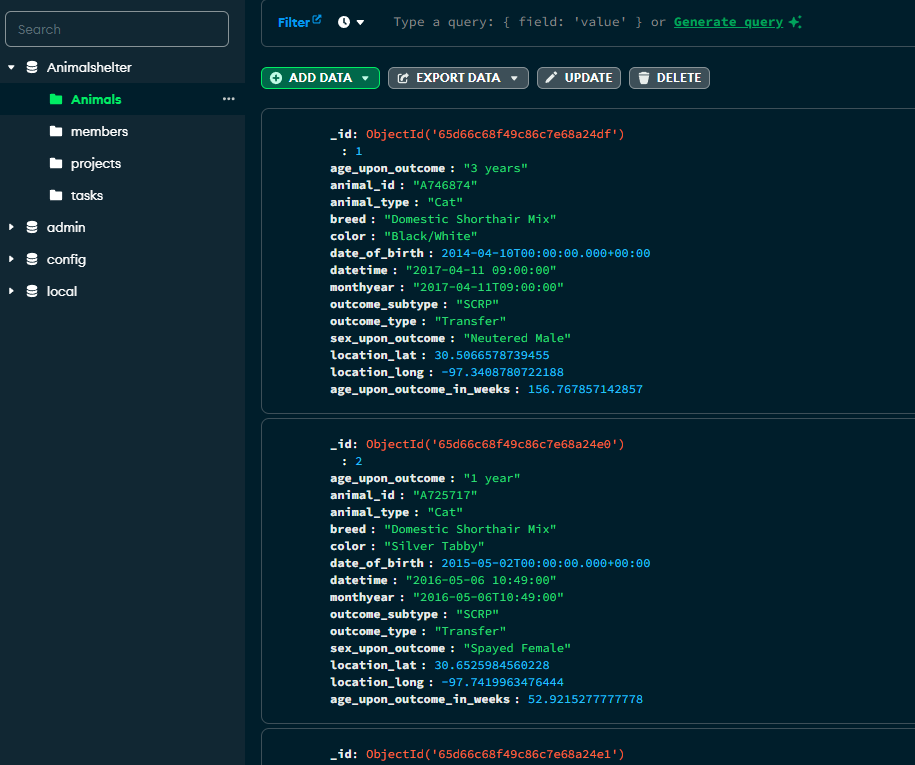 Search
Animalshelter
Animals
members
projects
tasks
admin
config
local
Filter
Type a query: { field: 'value' } or Generate query
ADD DATA EXPORT DATA UPDATE DELETE
_id: ObjectId('65d66c68f49c86c7e68a24df')
: 1
age_upon_outcome : "3 years"
animal_id : "A746874"
animal_type : "Cat"
breed : "Domestic Shorthair Mix"
color : "Black/White"
date_of_birth : 2014-04-10T00:00:00.000+00:00
datetime : "2017-04-11 09:00:00"
monthyear : "2017-04-11T09:00:00"
outcome_subtype : "SCRP"
outcome_type : "Transfer"
sex_upon_outcome : "Neutered Male"
location_lat : 30.5066578739455
location_long : -97.3408780722188
age_upon_outcome_in_weeks : 156.767857142857
_id: ObjectId('65d66c68f49c86c7e68a24e0')
: 2
age_upon_outcome : "1 year"
animal_id : "A725717"
animal_type : "Cat"
breed : "Domestic Shorthair Mix"
color : "Silver Tabby"
date_of_birth : 2015-05-02T00:00:00.000+00:00
datetime : "2016-05-06 10:49:00"
monthyear : "2016-05-06T10:49:00"
outcome_subtype : "SCRP"
outcome_type : "Transfer"
sex_upon_outcome : "Spayed Female"
location_lat : 30.6525984560228
location_long : -97.7419963476444
age_upon_outcome_in_weeks : 52.9215277777778
_id: ObjectId('65d66c68f49c86c7e68a24e1')